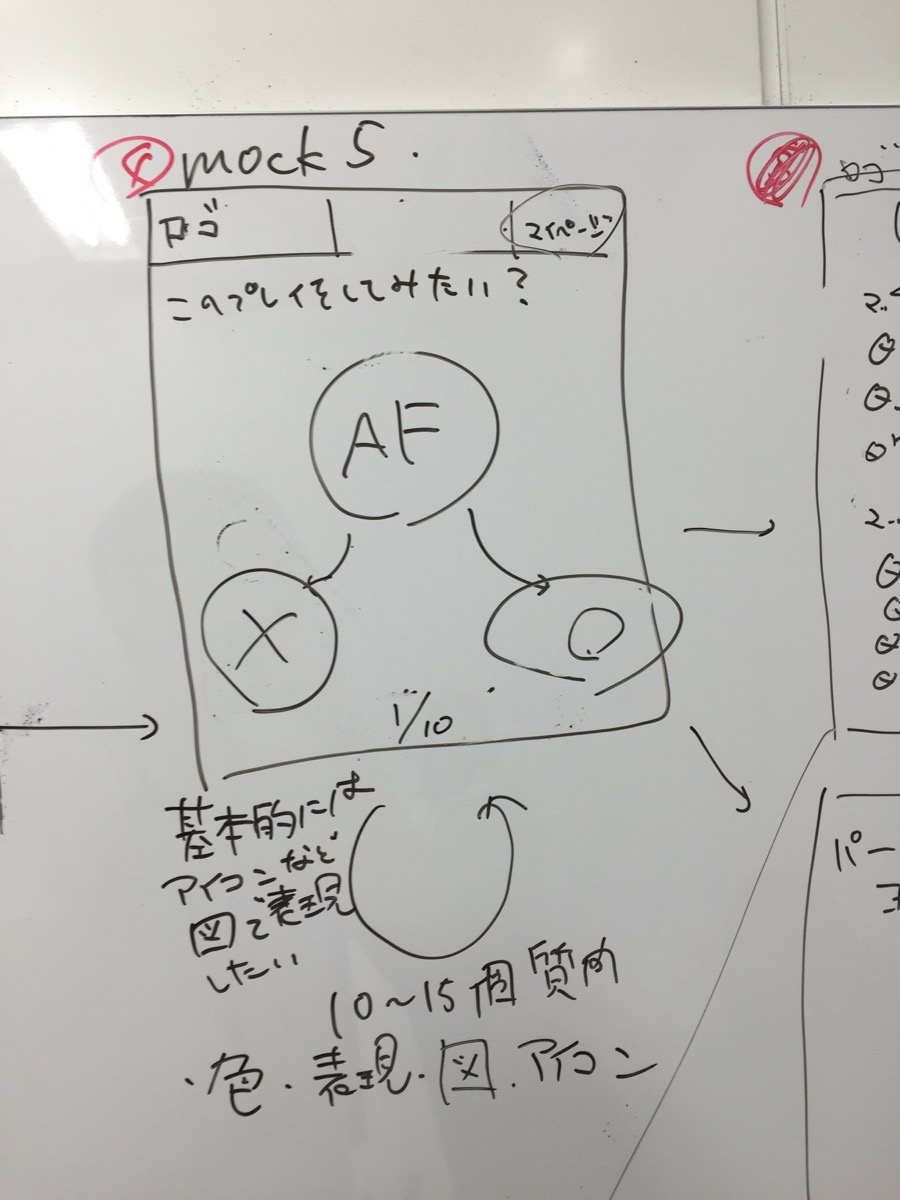 ④ mock 5.
ロゴ
マイページ
このプレイをしてみたい?
AF
X
1/10
基本的には
アイコンなど
図で表現
したい
10〜15個質問
・色・表現・図・アイコン
ロゴ
パー